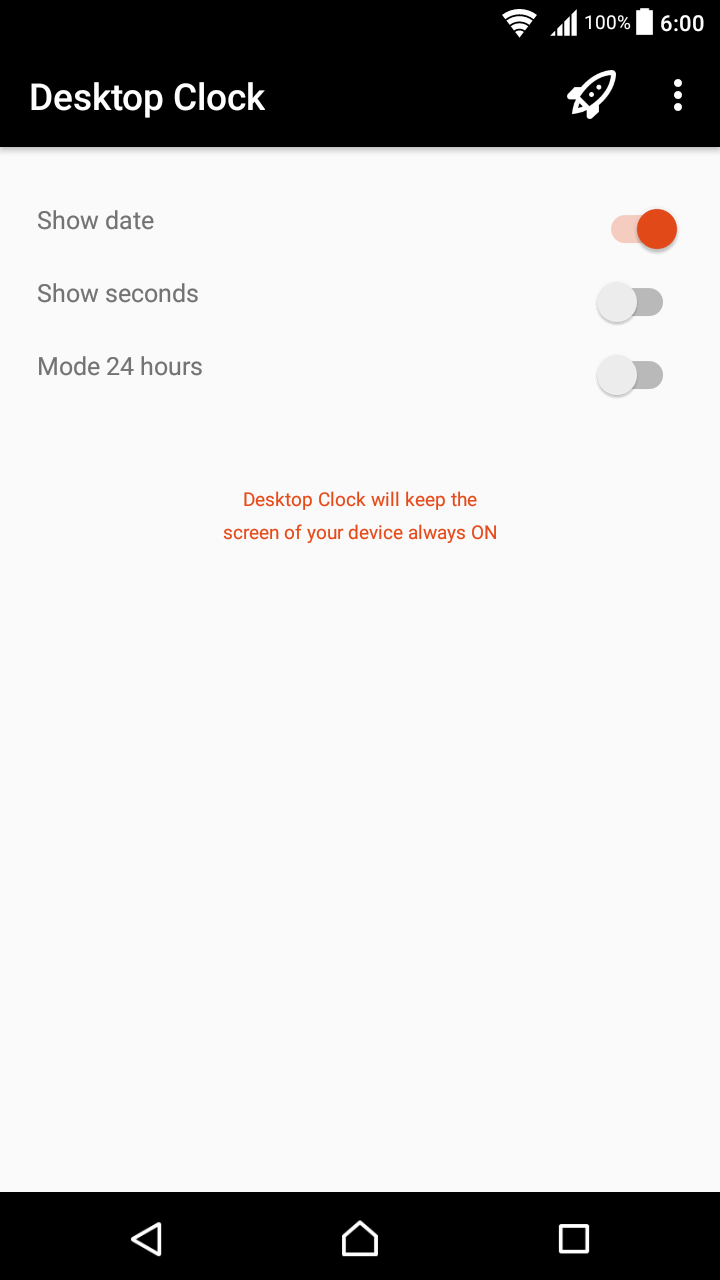 100% 6:00
Desktop Clock
Show date
Show seconds
Mode 24 hours
Desktop Clock will keep the
screen of your device always ON